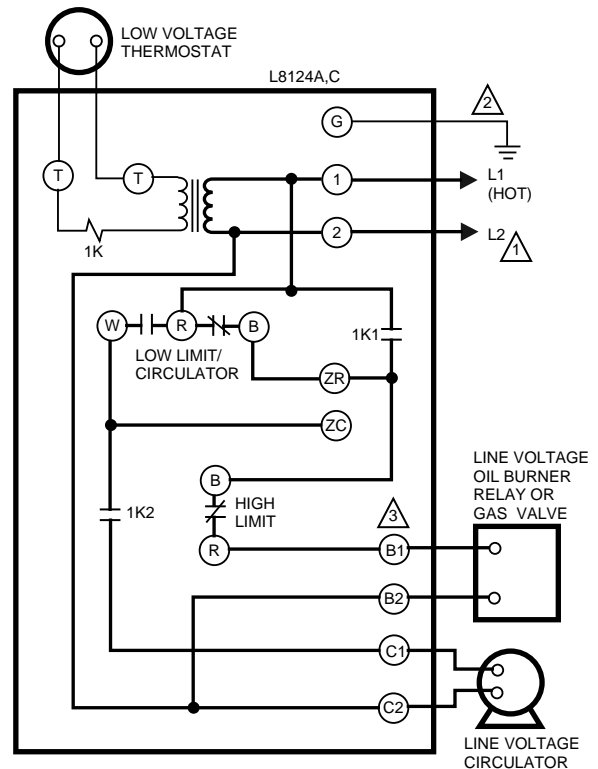 LOW VOLTAGE
THERMOSTAT
L8124A,C
G
2
T
T
1
L1
(HOT)
1K
2
L2
1
W
R
B
1K1
LOW LIMIT/
CIRCULATOR
ZR
ZC
LINE VOLTAGE
OIL BURNER
RELAY OR
GAS VALVE
B
HIGH
LIMIT
1K2
3
R
B1
B2
C1
C2
LINE VOLTAGE
CIRCULATOR